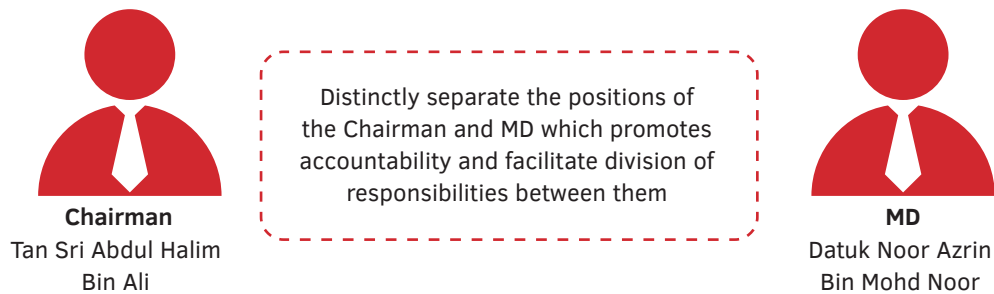 Distinctly separate the positions of
the Chairman and MD which promotes
accountability and facilitate division of
responsibilities between them
Chairman
Tan Sri Abdul Halim
Bin Ali
MD
Datuk Noor Azrin
Bin Mohd Noor